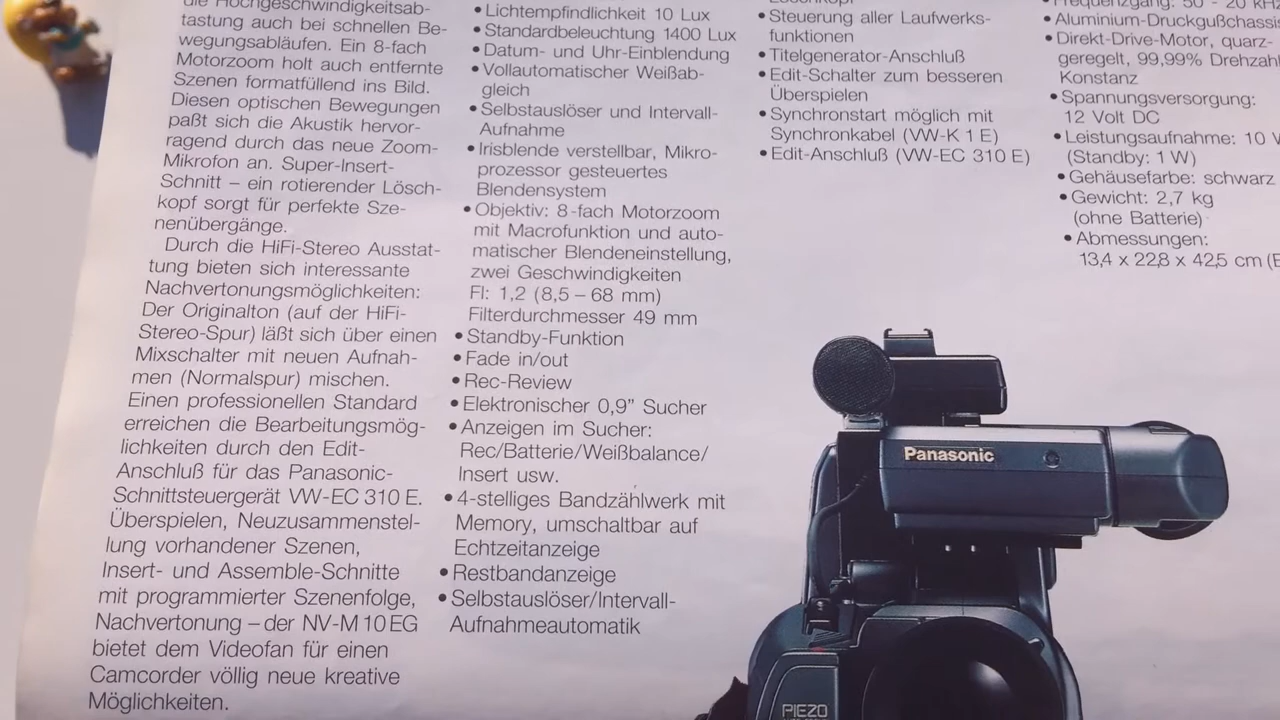 die Hochgeschwindigkeitsab-
tastung auch bei schnellen Be-
wegungsabläufen. Ein 8-fach
Motorzoom holt auch entfernte
Szenen formatfüllend ins Bild.
Diesen optischen Bewegungen
paßt sich die Akustik hervor-
ragend durch das neue Zoom-
Mikrofon an. Super-Insert-
Schnitt – ein rotierender Lösch-
kopf sorgt für perfekte Sze-
nenübergänge.
Durch die HiFi-Stereo Ausstat-
tung bieten sich interessante
Nachvertonungsmöglichkeiten:
Der Originalton (auf der HiFi-
Stereo-Spur) läßt sich über einen
Mixschalter mit neuen Aufnah-
men (Normalspur) mischen.
Einen professionellen Standard
erreichen die Bearbeitungsmög-
lichkeiten durch den Edit-
Anschluß für das Panasonic-
Schnittsteuergerät VW-EC 310 E.
Überspielen, Neuzusammenstel-
lung vorhandener Szenen,
Insert- und Assemble-Schnitte
mit programmierter Szenenfolge,
Nachvertonung – der NV-M 10 EG
bietet dem Videofan für einen
Camcorder völlig neue kreative
Möglichkeiten.
• Lichtempfindlichkeit 10 Lux
• Standardbeleuchtung 1400 Lux
• Datum- und Uhr-Einblendung
• Vollautomatischer Weißab-
gleich
• Selbstauslöser und Intervall-
Aufnahme
• Irisblende verstellbar, Mikro-
prozessor gesteuertes
Blendensystem
• Objektiv: 8-fach Motorzoom
mit Macrofunktion und auto-
matischer Blendeneinstellung,
zwei Geschwindigkeiten
Fl: 1,2 (8,5 – 68 mm)
Filterdurchmesser 49 mm
• Standby-Funktion
• Fade in/out
• Rec-Review
• Elektronischer 0,9” Sucher
• Anzeigen im Sucher:
Rec/Batterie/Weißbalance/
Insert usw.
• 4-stelliges Bandzählwerk mit
Memory, umschaltbar auf
Echtzeitanzeige
• Restbandanzeige
• Selbstauslöser/Intervall-
Aufnahmeautomatik
Löschkopf
• Steuerung aller Laufwerks-
funktionen
• Titelgenerator-Anschluß
• Edit-Schalter zum besseren
Überspielen
• Synchronstart möglich mit
Synchronkabel (VW-K 1 E)
• Edit-Anschluß (VW-EC 310 E)
• Frequenzgang: 50 - 20 kHz
• Aluminium-Druckgußchassi
• Direkt-Drive-Motor, quarz-
geregelt, 99,99% Drehzahl
Konstanz
• Spannungsversorgung:
12 Volt DC
• Leistungsaufnahme: 10 W
(Standby: 1 W)
• Gehäusefarbe: schwarz
• Gewicht: 2,7 kg
(ohne Batterie)
• Abmessungen:
13,4 x 22,8 x 42,5 cm (B
Panasonic
PIEZO